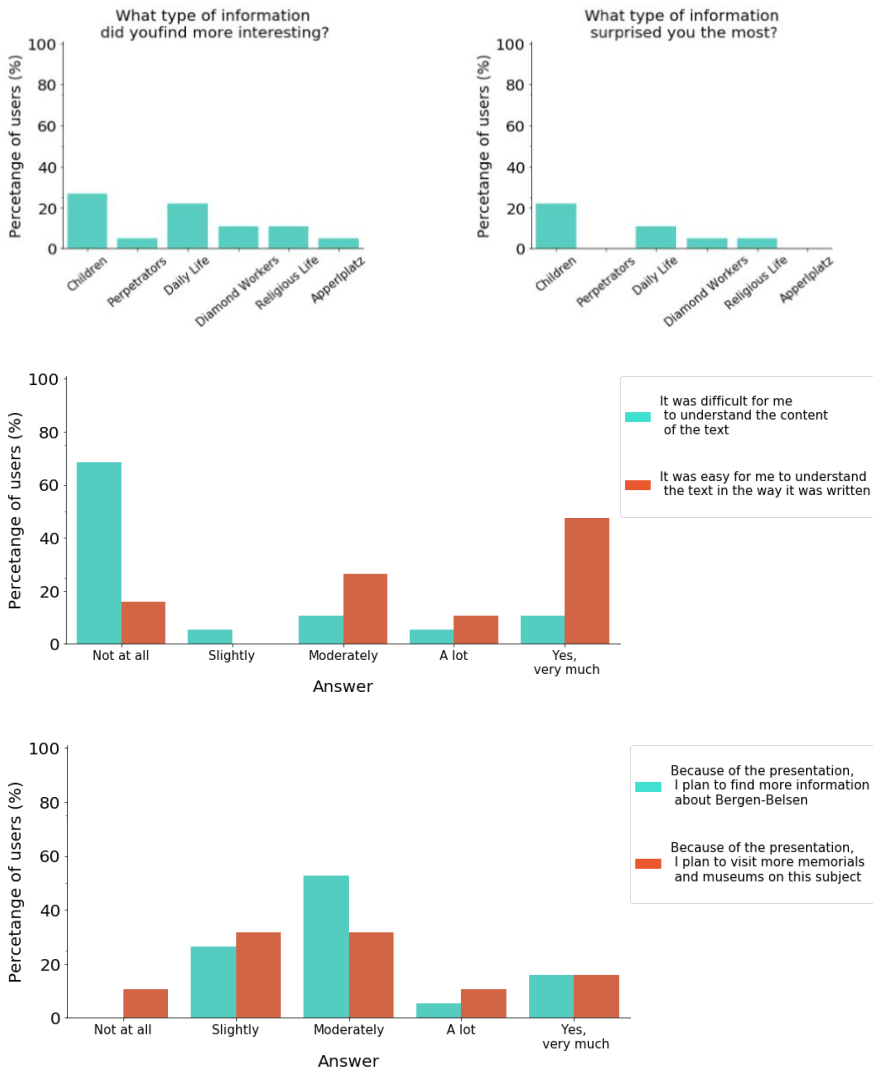 What type of information
did youfind more interesting?
Percetange of users (%)
100
80
60
40
20
0
Children
Perpetrators
Daily Life
Diamond Workers
Religious Life
Apperlplatz
What type of information
surprised you the most?
Percetange of users (%)
100
80
60
40
20
0
Children
Perpetrators
Daily Life
Diamond Workers
Religious Life
Apperlplatz
Percetange of users (%)
100
80
60
40
20
0
Not at all
Slightly
Moderately
A lot
Yes,
very much
Answer
It was difficult for me
to understand the content
of the text
It was easy for me to understand
the text in the way it was written
Percetange of users (%)
100
80
60
40
20
0
Not at all
Slightly
Moderately
A lot
Yes,
very much
Answer
Because of the presentation,
I plan to find more information
about Bergen-Belsen
Because of the presentation,
I plan to visit more memorials
and museums on this subject